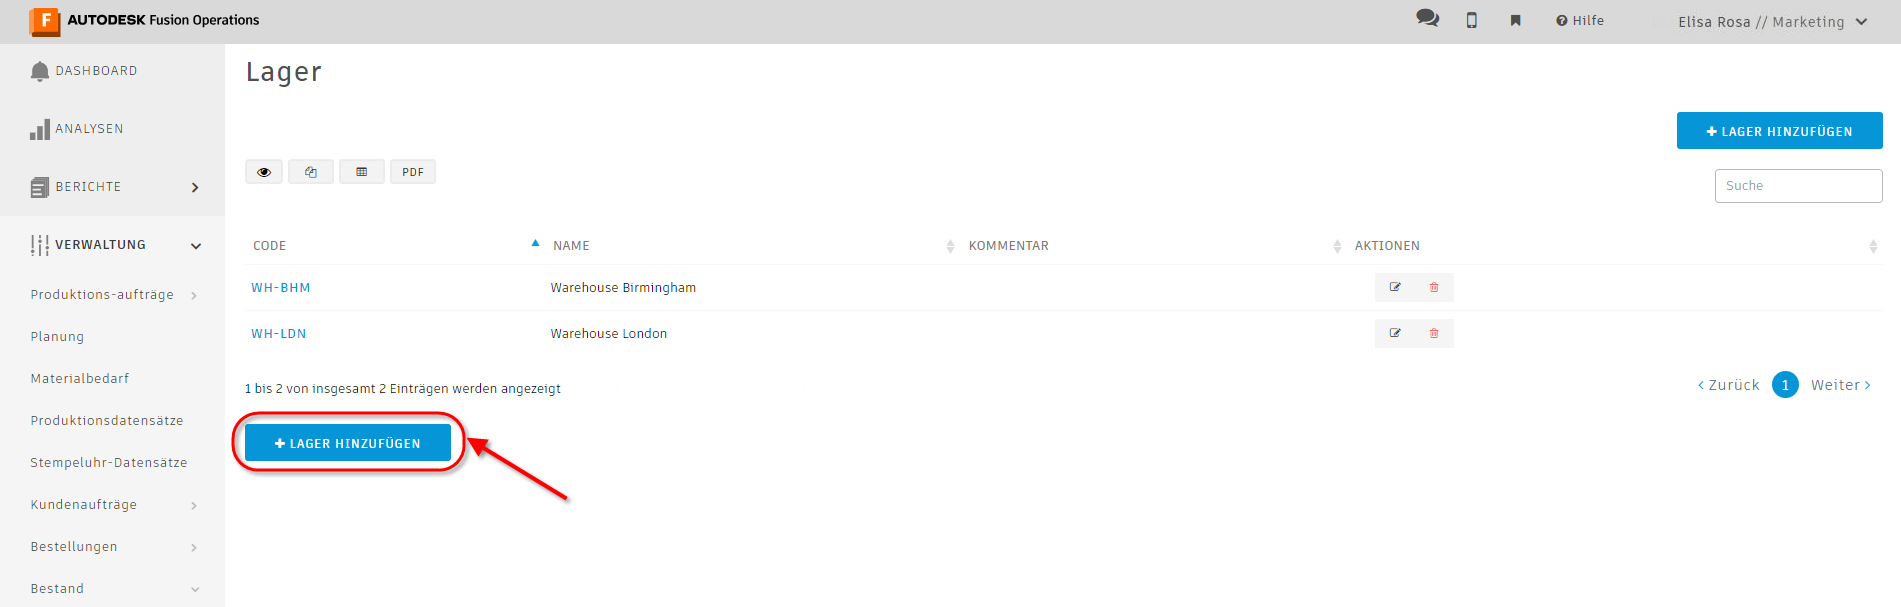 F AUTODESK Fusion Operations
Hilfe
Elisa Rosa // Marketing
DASHBOARD
ANALYSEN
BERICHTE
VERWALTUNG
Produktions-aufträge
Planung
Materialbedarf
Produktionsdatensätze
Stempeluhr-Datensätze
Kundenaufträge
Bestellungen
Bestand
Lager
+ LAGER HINZUFÜGEN
PDF
Suche
CODE NAME KOMMENTAR AKTIONEN
WH-BHM Warehouse Birmingham
WH-LDN Warehouse London
1 bis 2 von insgesamt 2 Einträgen werden angezeigt
< Zurück 1 Weiter >
+ LAGER HINZUFÜGEN